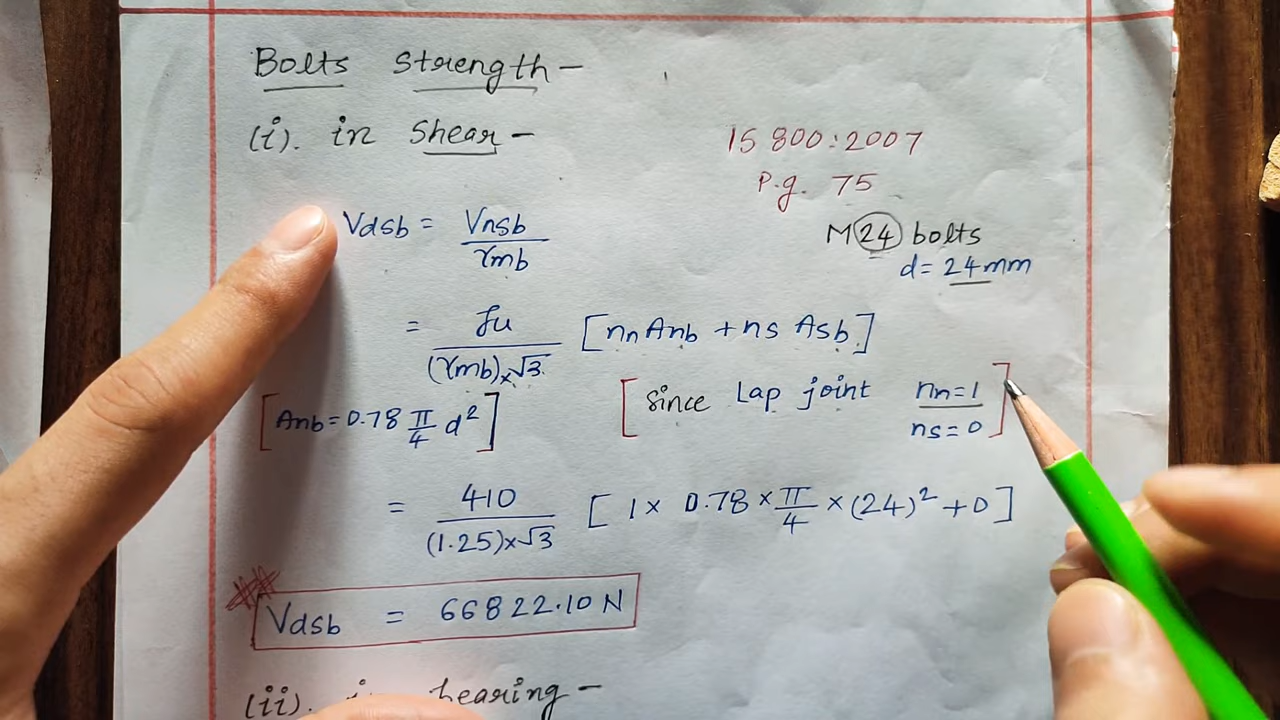 Bolts Strength -
(i). in Shear -
IS 800:2007
P.g. 75
Vdsb = Vnsb / γmb
M24 bolts
d = 24mm
= fu / (γmb)×√3 [nn Anb + ns Asb]
[Anb = 0.78 π/4 d²]
[since Lap joint nn=1
ns=0]
= 410 / (1.25)×√3 [1 × 0.78 × π/4 × (24)² + 0]
Vdsb = 66822.10 N
(ii). in bearing -